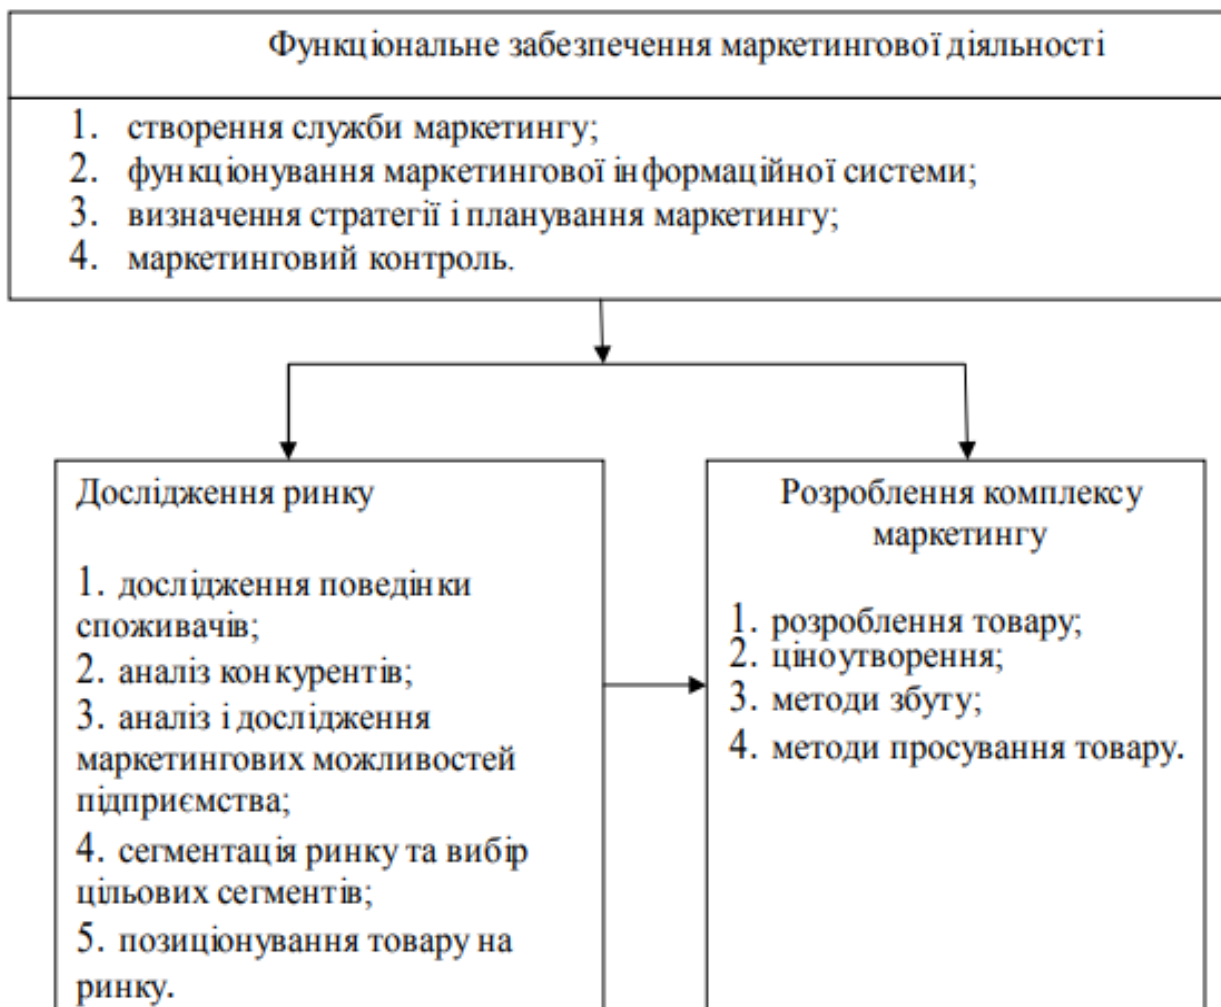 Функціональне забезпечення маркетингової діяльності
1. створення служби маркетингу;
2. функціонування маркетингової інформаційної системи;
3. визначення стратегії і планування маркетингу;
4. маркетинговий контроль.
Дослідження ринку
1. дослідження поведінки
споживачів;
2. аналіз конкурентів;
3. аналіз і дослідження
маркетингових можливостей
підприємства;
4. сегментація ринку та вибір
цільових сегментів;
5. позиціонування товару на
ринку.
Розроблення комплексу
маркетингу
1. розроблення товару;
2. ціноутворення;
3. методи збуту;
4. методи просування товару.